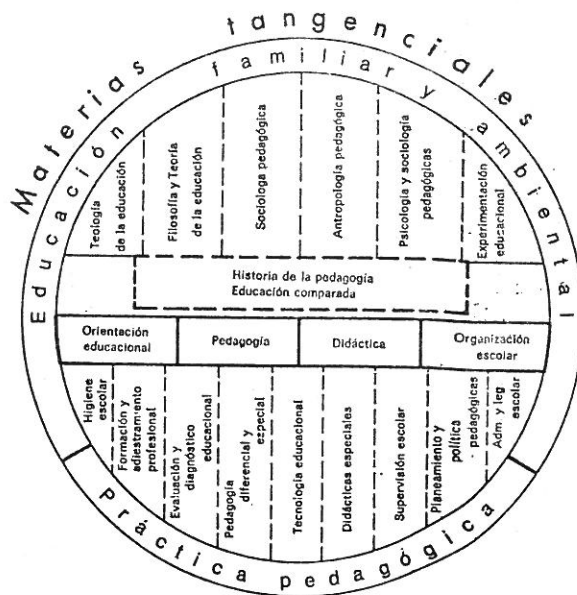 Materias tangenciales
Educación familiar y ambiental
Teología
de la educación
Filosofía y Teoría
de la educación
Sociologa pedagógica
Antropología pedagógica
Psicología y sociología
pedagógicas
Experimentación
educacional
Historia de la pedagogía
Educación comparada
Orientación
educacional
Pedagogía
Didáctica
Organización
escolar
Higiene
escolar
Formación y
adiestramiento
profesional
Evaluación y
diagnóstico
educacional
Pedagogía
diferencial y especial
Tecnología educacional
Didácticas especiales
Supervisión escolar
Planeamiento y
política
pedagógicas
Adm. y leg
escolar
Práctica pedagógica